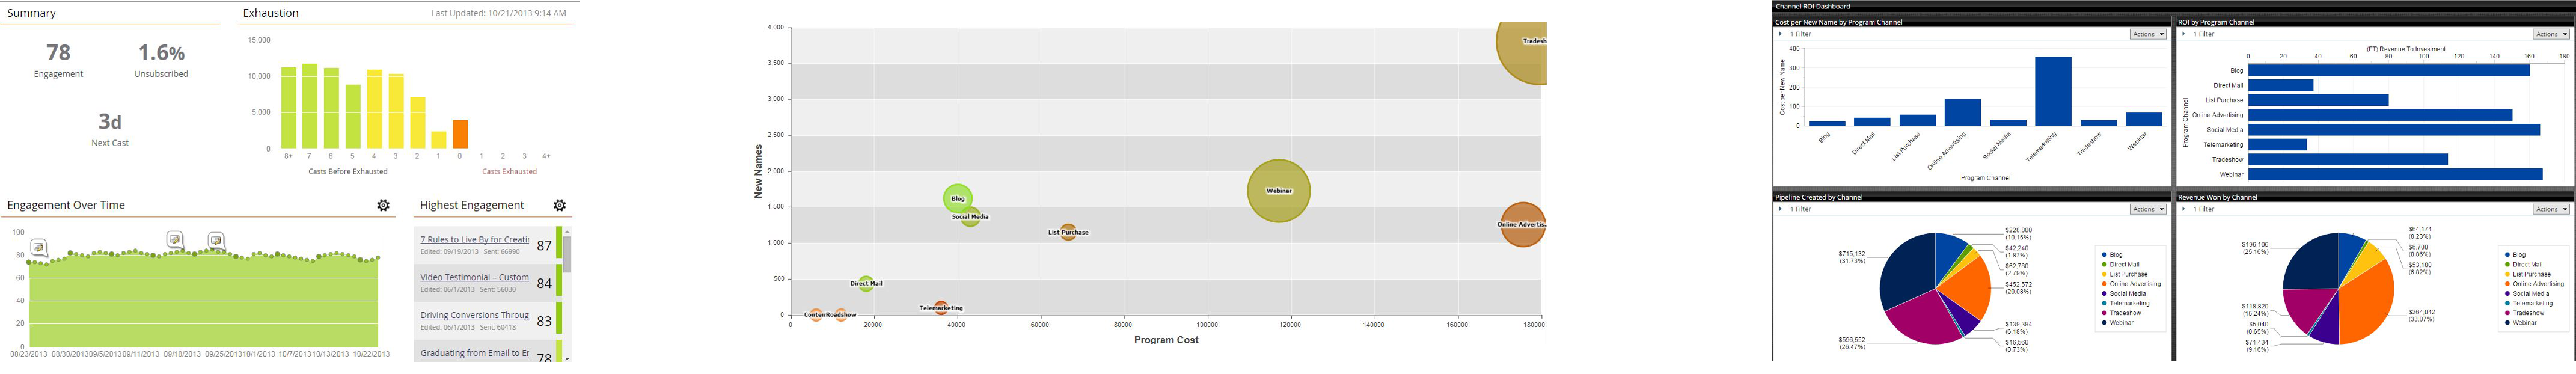 Summary
78
Engagement
1.6%
Unsubscribed
3d
Next Cast
Exhaustion
Last Updated: 10/21/2013 9:14 AM
15,000
10,000
5,000
0
8+ 7 6 5 4 3 2 1 0 1 2 3 4+
Casts Before Exhausted
Casts Exhausted
Engagement Over Time
100
80
60
40
20
0
08/23/2013 08/30/2013 09/5/2013 09/11/2013 09/18/2013 09/25/2013 10/1/2013 10/7/2013 10/13/2013 10/22/2013
Highest Engagement
7 Rules to Live By for Creatin
Edited: 09/19/2013 Sent: 66990
87
Video Testimonial – Custom
Edited: 06/1/2013 Sent: 56030
84
Driving Conversions Throug
Edited: 06/1/2013 Sent: 60418
83
Graduating from Email to Er
78
New Names
4,000
3,500
3,000
2,500
2,000
1,500
1,000
500
0
Tradesh
Webinar
Blog
Social Media
Online Advertis..
List Purchase
Direct Mail
Telemarketing
Conten
Roadshow
0 20000 40000 60000 80000 100000 120000 140000 160000 180000
Program Cost
Channel ROI Dashboard
Cost per New Name by Program Channel
1 Filter
Actions
Cost per New Name
400
300
200
100
0
Blog
Direct Mail
List Purchase
Online Advertising
Social Media
Telemarketing
Tradeshow
Webinar
Program Channel
ROI by Program Channel
1 Filter
Actions
(FT) Revenue To Investment
0 20 40 60 80 100 120 140 160 180
Program Channel
Blog
Direct Mail
List Purchase
Online Advertising
Social Media
Telemarketing
Tradeshow
Webinar
Pipeline Created by Channel
1 Filter
Actions
$228,800
(10.15%)
$42,240
(1.87%)
$62,780
(2.79%)
$452,572
(20.08%)
$139,394
(6.18%)
$16,560
(0.73%)
$596,552
(26.47%)
$715,132
(31.73%)
Blog
Direct Mail
List Purchase
Online Advertising
Social Media
Telemarketing
Tradeshow
Webinar
Revenue Won by Channel
1 Filter
Actions
$64,174
(8.23%)
$6,700
(0.86%)
$53,180
(6.82%)
$264,042
(33.87%)
$71,434
(9.16%)
$5,040
(0.65%)
$118,820
(15.24%)
$196,106
(25.16%)
Blog
Direct Mail
List Purchase
Online Advertising
Social Media
Telemarketing
Tradeshow
Webinar